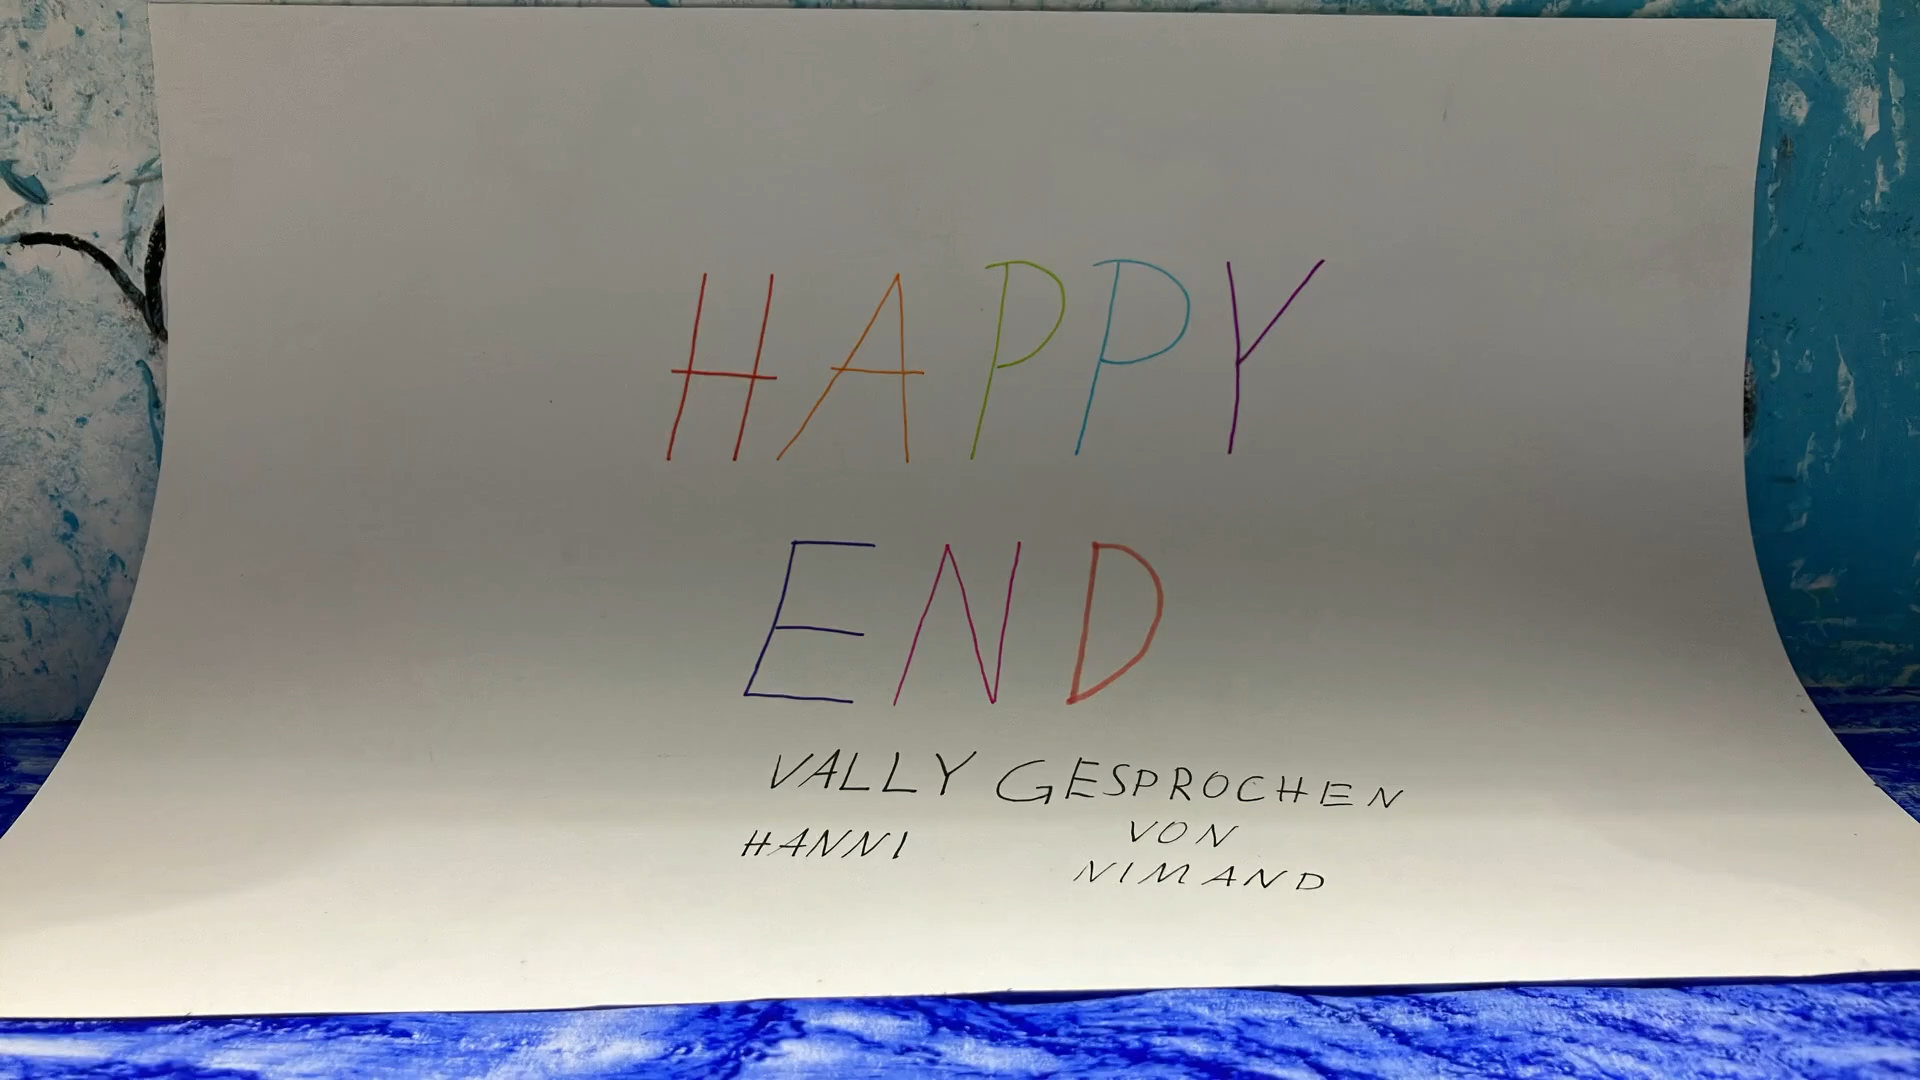 HAPPY
END
VALLY GESPROCHEN
HANNI VON
NIMAND